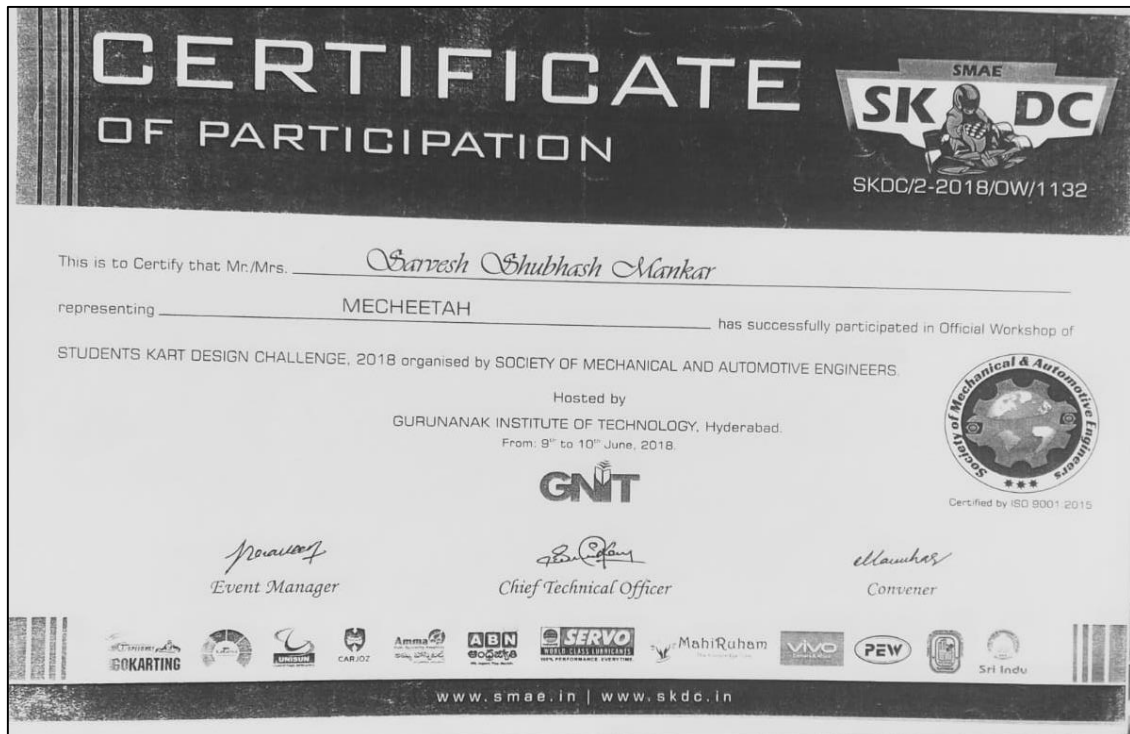 CERTIFICATE
OF PARTICIPATION
SMAE
SK DC
SKDC/2-2018/OW/1132
This is to Certify that Mr./Mrs. Sarvesh Shubhash Mankar
representing MECHEETAH has successfully participated in Official Workshop of
STUDENTS KART DESIGN CHALLENGE, 2018 organised by SOCIETY OF MECHANICAL AND AUTOMOTIVE ENGINEERS.
Hosted by
GURUNANAK INSTITUTE OF TECHNOLOGY, Hyderabad.
From: 9th to 10th June, 2018.
GNIT
Society of Mechanical & Automotive Engineers
Certified by ISO 9001:2015
Event Manager
Chief Technical Officer
Convener
GOKARTING
UNISUN
CARJOZ
Amma
ABN
ఆంధ్రజ్యోతి
SERVO
WORLD CLASS LUBRICANTS
100% PERFORMANCE. EVERYTIME.
MahiRuham
vivo
PEW
Sri Indu
www.smae.in | www.skdc.in